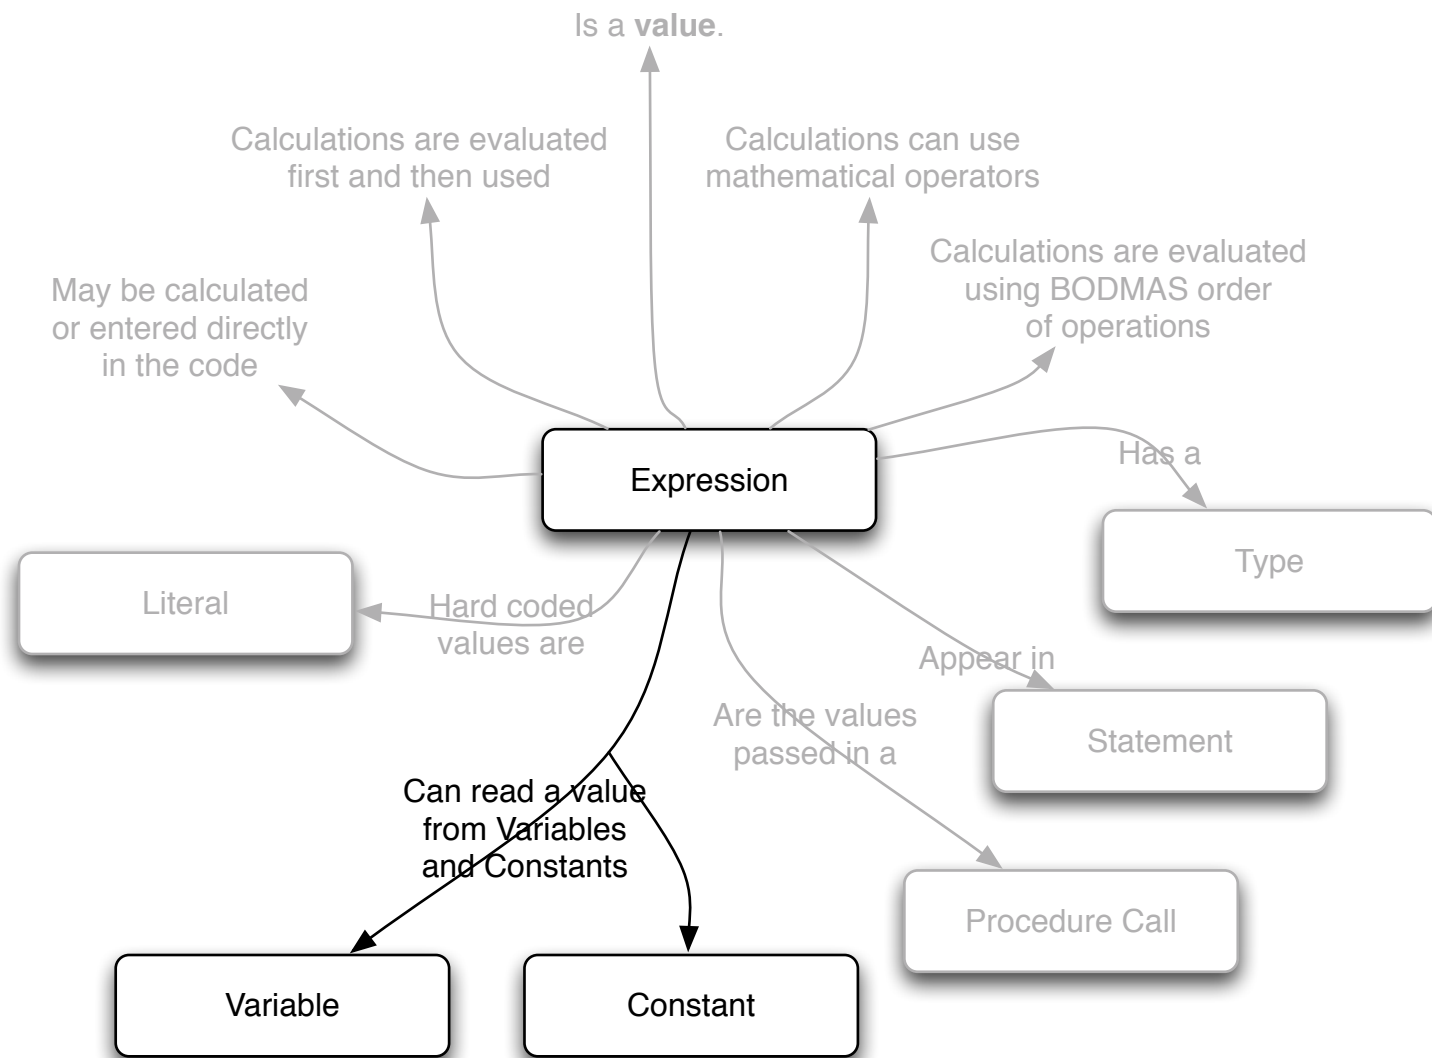 Is a value.
Calculations are evaluated
first and then used
Calculations can use
mathematical operators
Calculations are evaluated
using BODMAS order
of operations
May be calculated
or entered directly
in the code
Expression
Has a
Type
Literal
Hard coded
values are
Appear in
Statement
Are the values
passed in a
Can read a value
from Variables
and Constants
Procedure Call
Variable
Constant